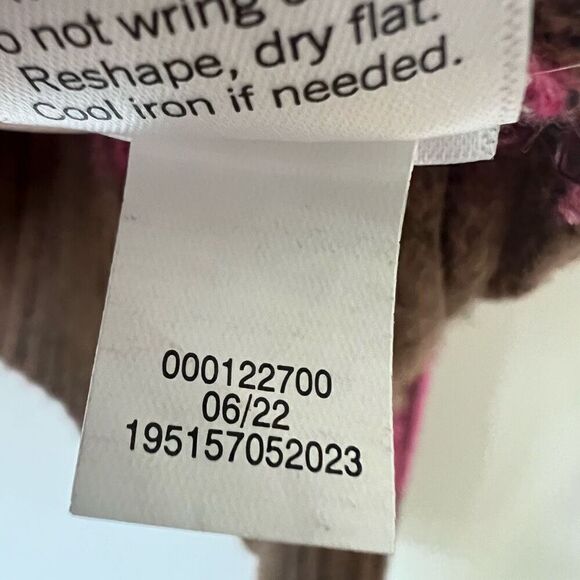 not wring
Reshape, dry flat.
Cool iron if needed.
000122700
06/22
195157052023